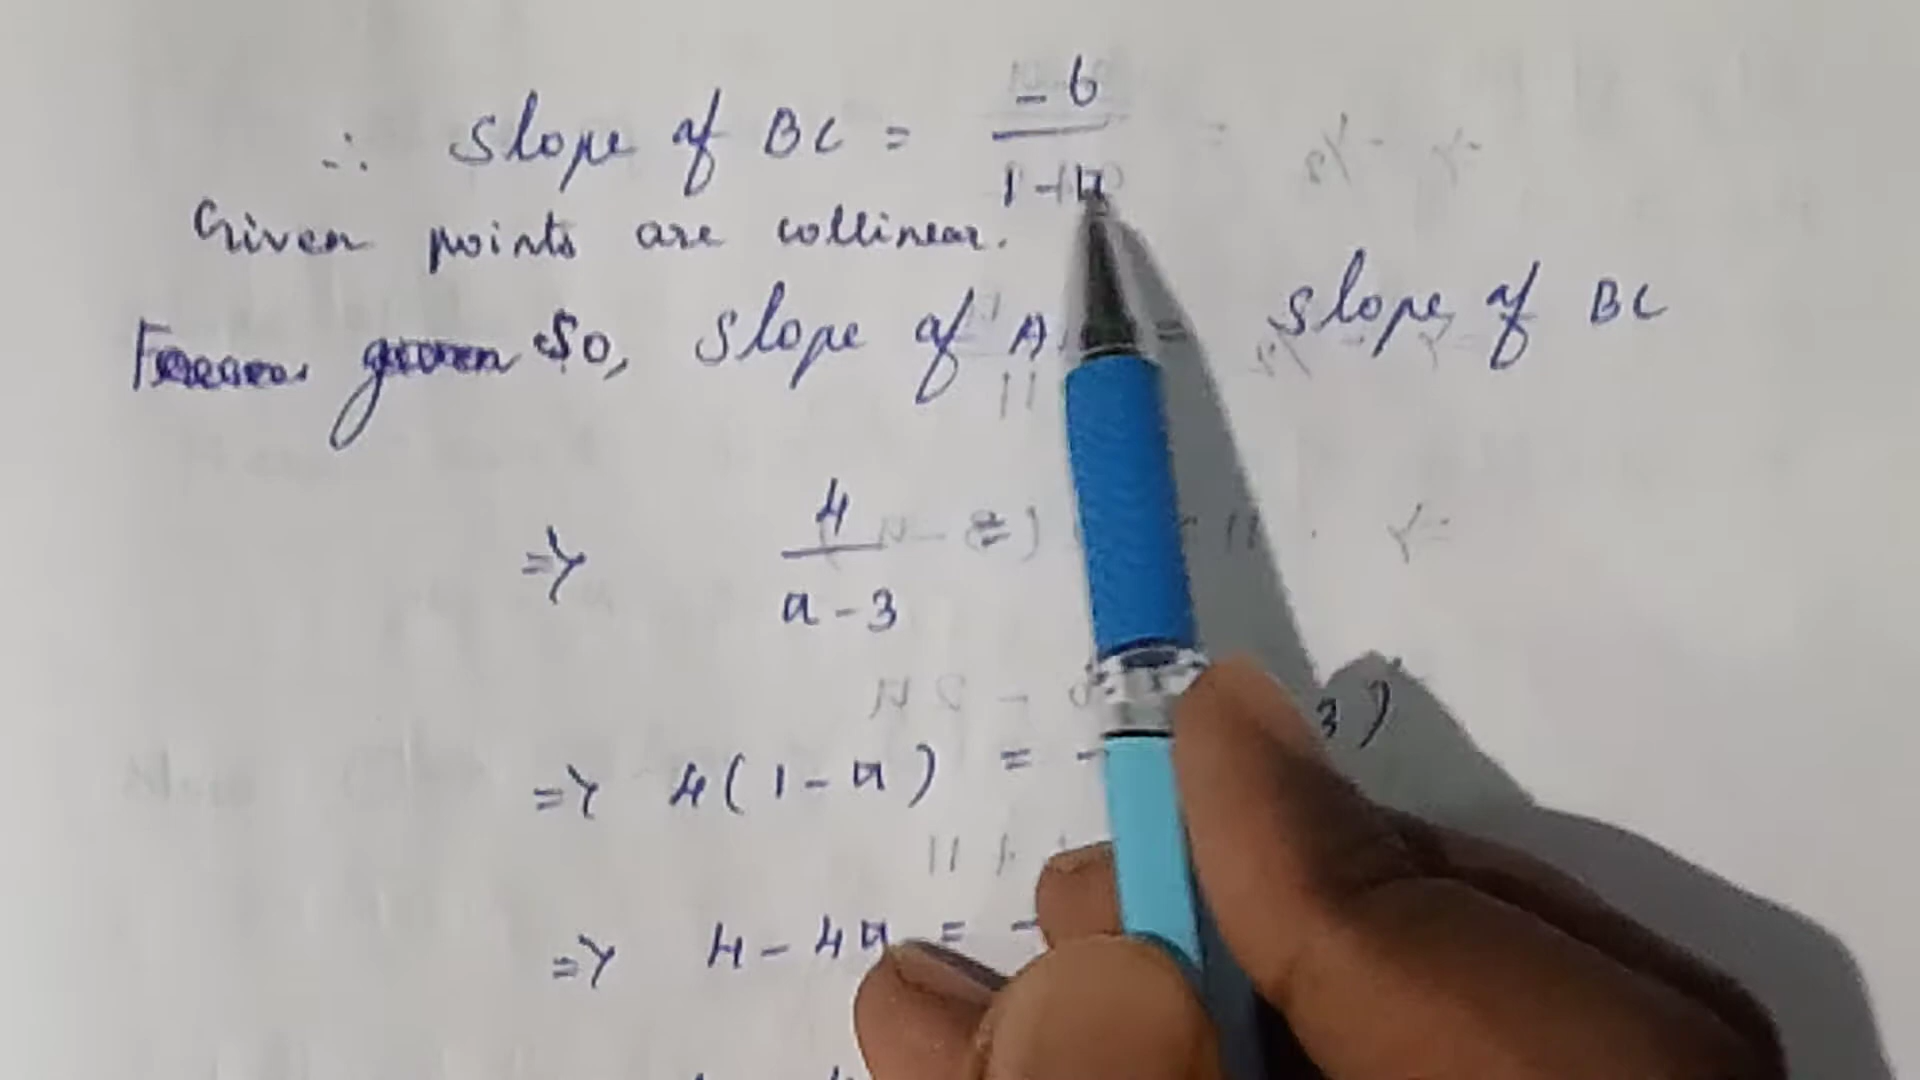 ∴ Slope of BC = -6 / 1-a
Given points are collinear.
So, Slope of A = Slope of BC
=> 4 / a-3 =
=> 4(1-a) = - 3)
=> 4-4a = -